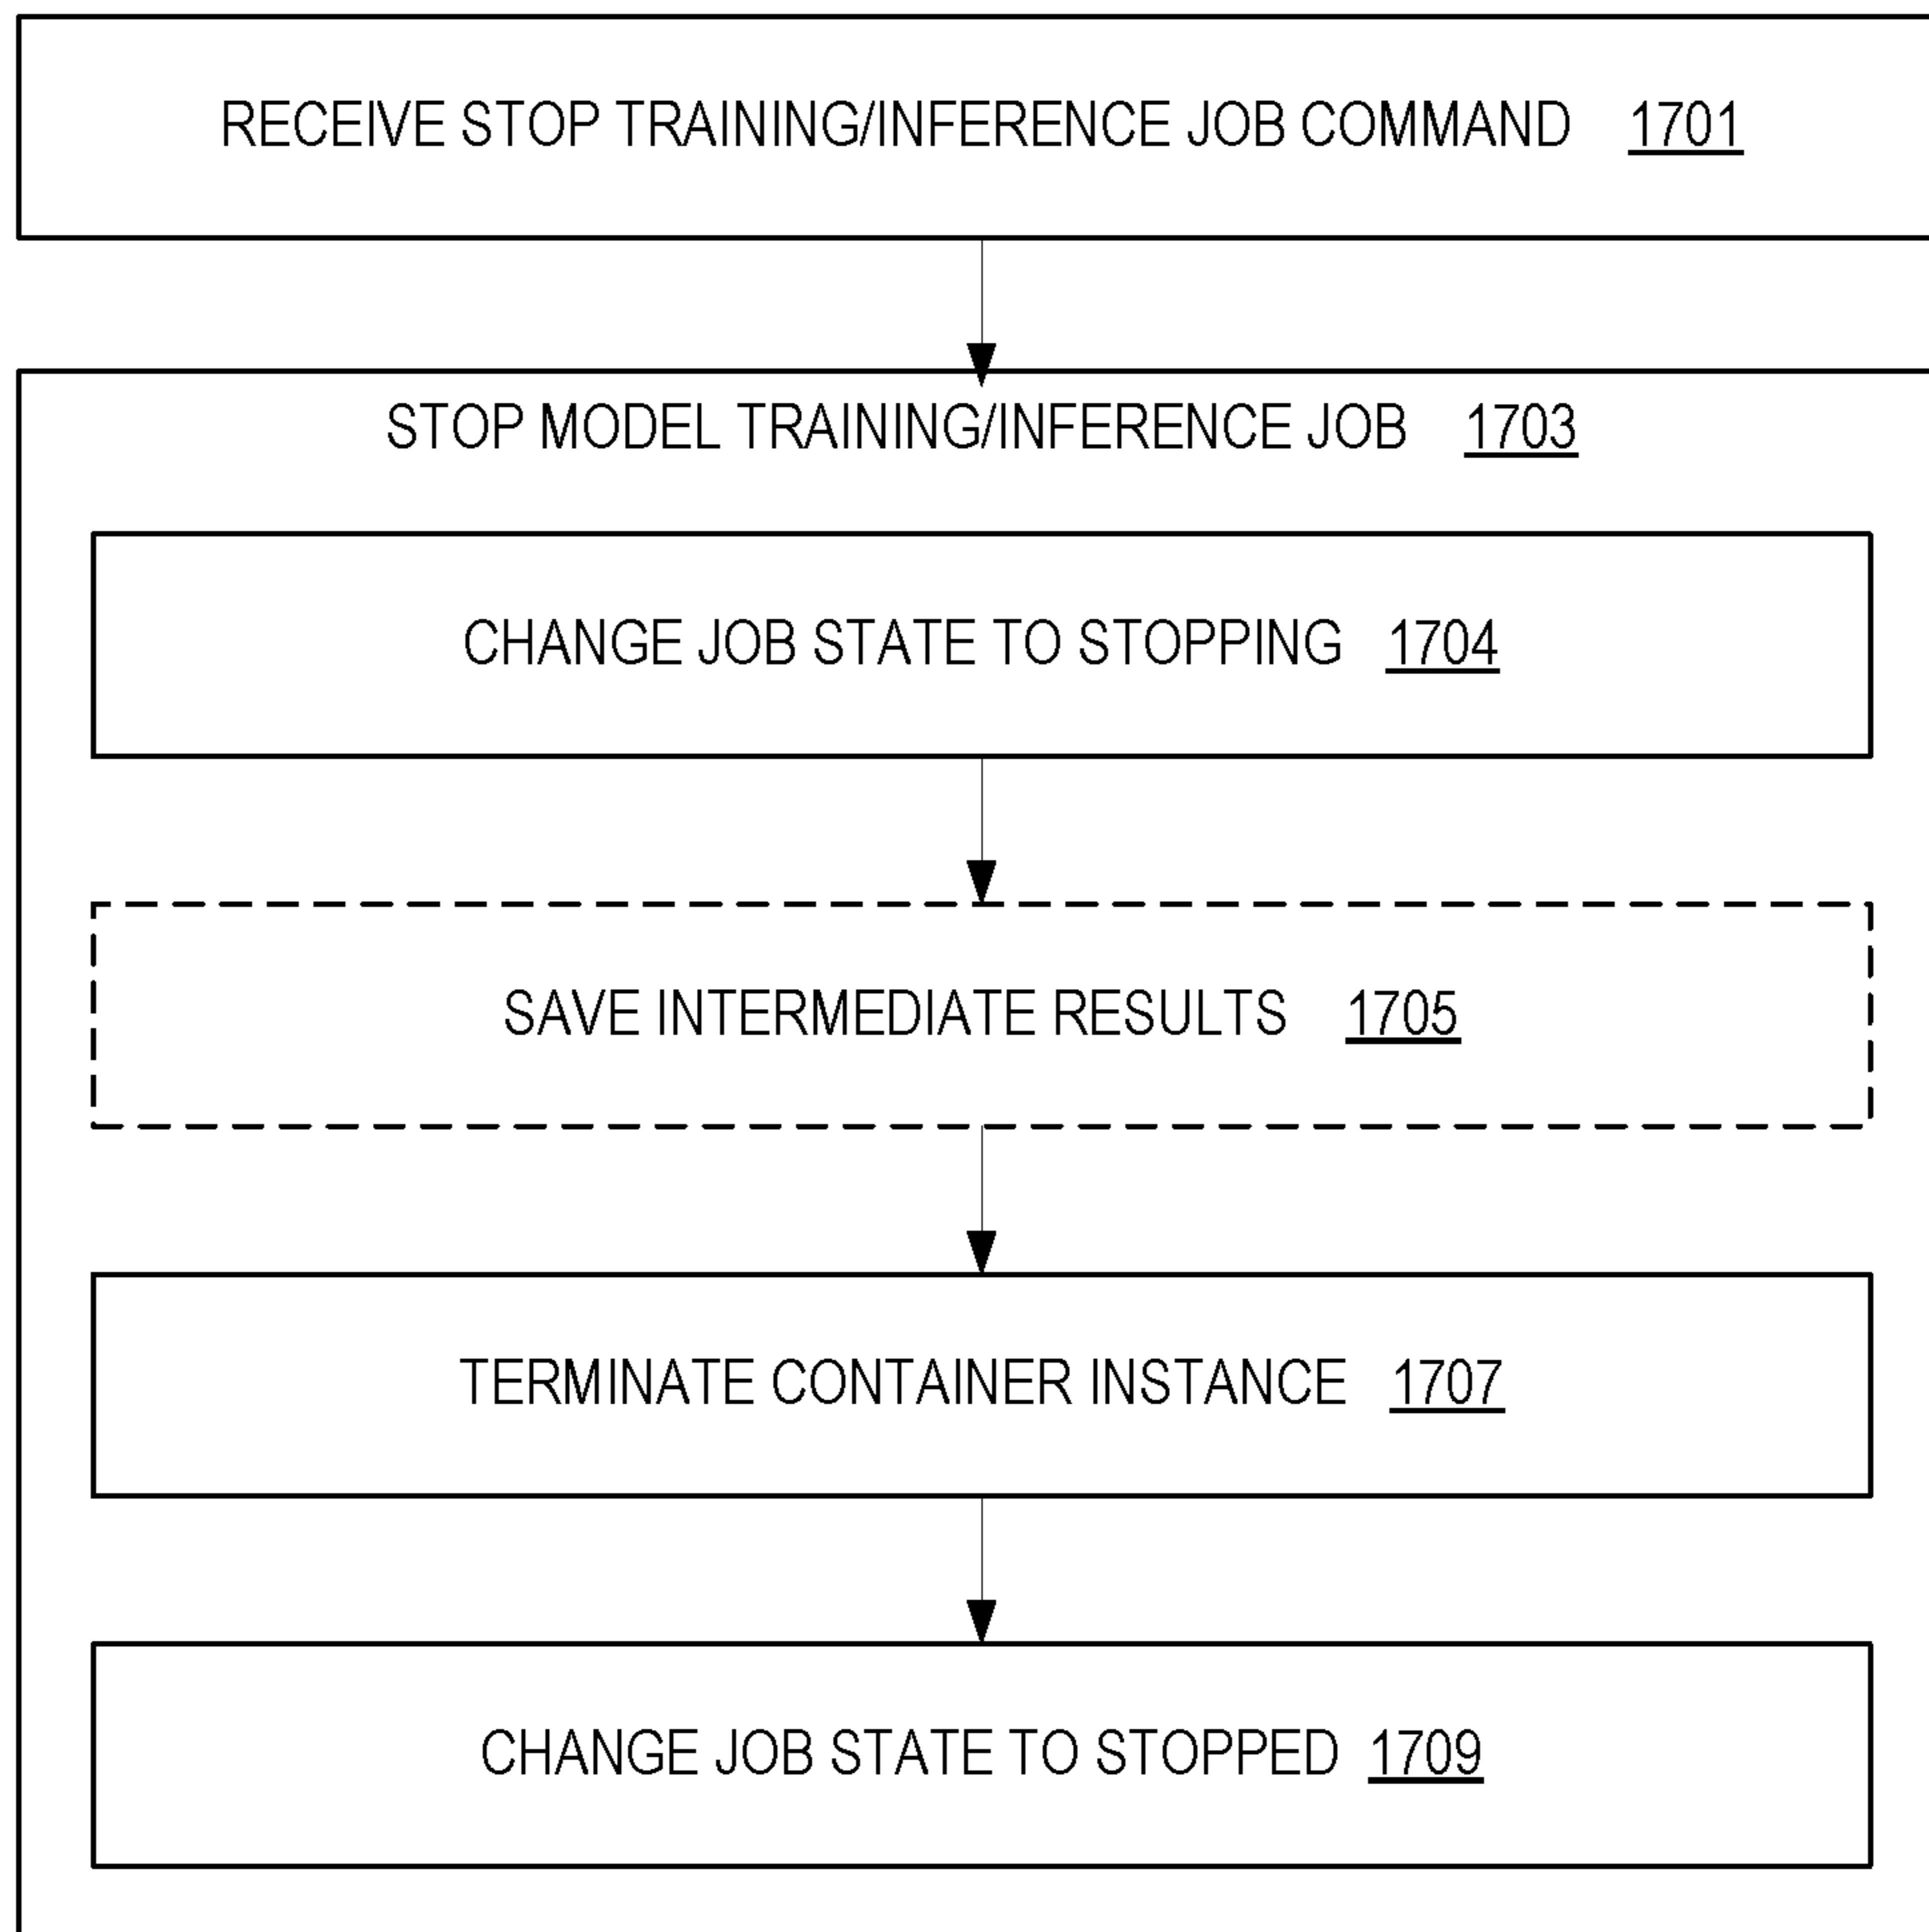 RECEIVE STOP TRAINING/INFERENCE JOB COMMAND 1701
STOP MODEL TRAINING/INFERENCE JOB 1703
CHANGE JOB STATE TO STOPPING 1704
SAVE INTERMEDIATE RESULTS 1705
TERMINATE CONTAINER INSTANCE 1707
CHANGE JOB STATE TO STOPPED 1709